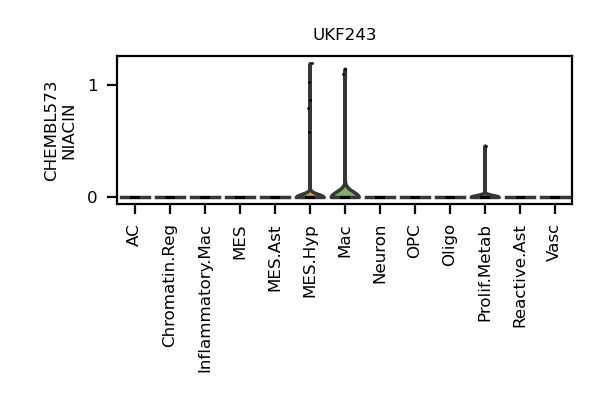 UKF243
CHEMBL573
NIACIN
1
0
AC
Chromatin.Reg
Inflammatory.Mac
MES
MES.Ast
MES.Hyp
Mac
Neuron
OPC
Oligo
Prolif.Metab
Reactive.Ast
Vasc